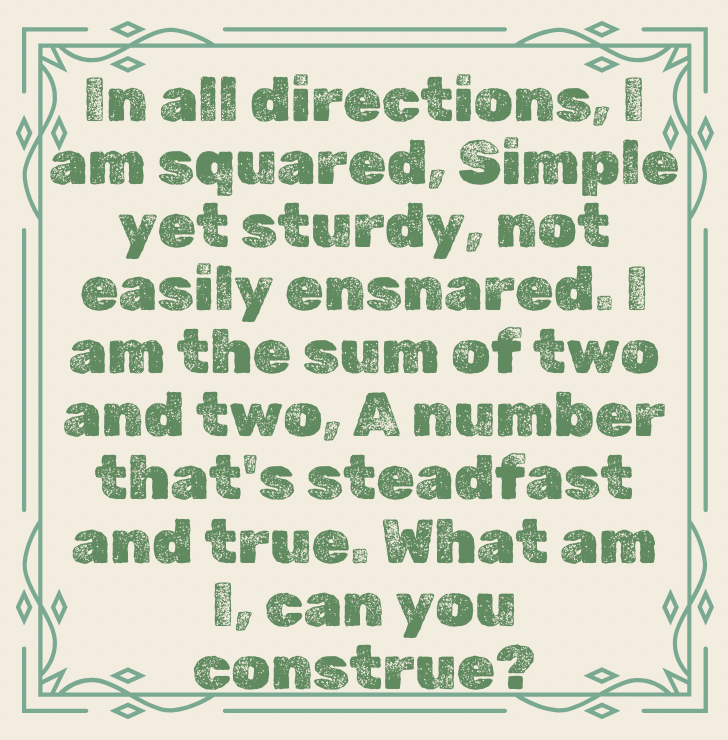 In all directions, I
am squared, Simple
yet sturdy, not
easily ensnared. I
am the sum of two
and two, A number
that's steadfast
and true. What am
I, can you
construe?